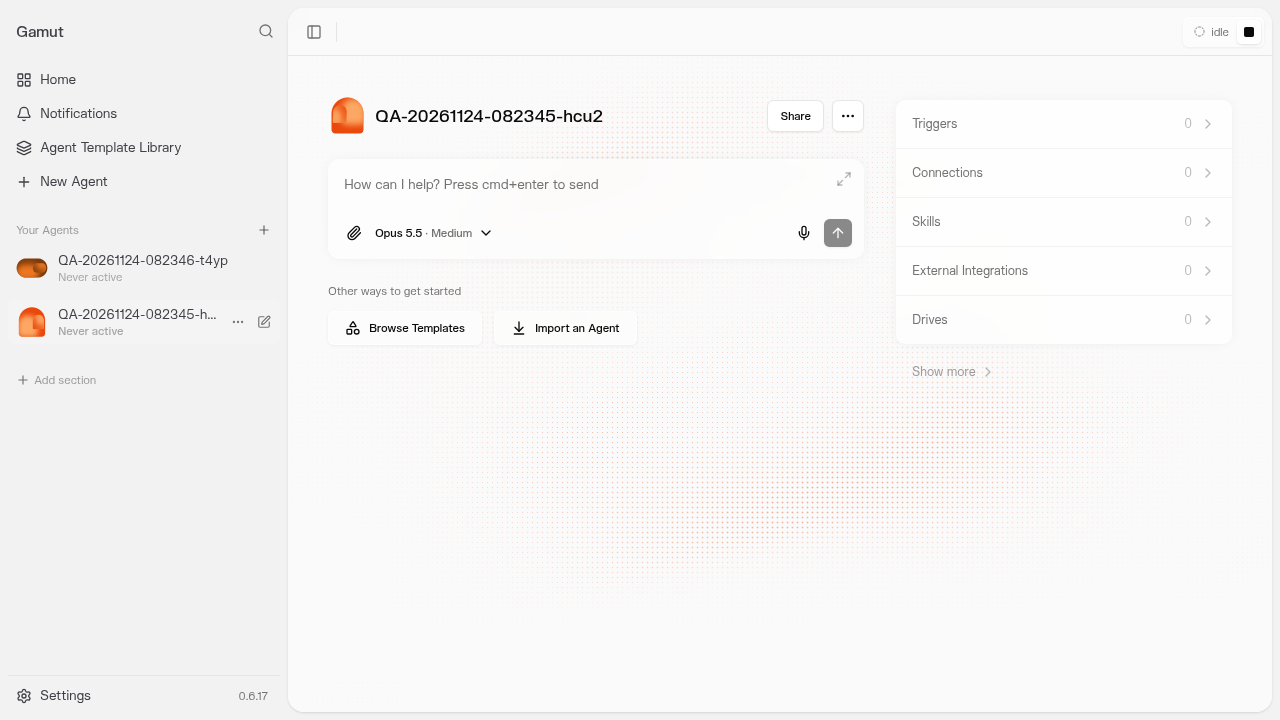 Gamut
Home
Notifications
Agent Template Library
New Agent
Your Agents
QA-20261124-082346-t4yp
Never active
QA-20261124-082345-h...
Never active
Add section
Settings
0.6.17
idle
QA-20261124-082345-hcu2
Share
How can I help? Press cmd+enter to send
Opus 5.5 · Medium
Other ways to get started
Browse Templates
Import an Agent
Triggers 0
Connections 0
Skills 0
External Integrations 0
Drives 0
Show more